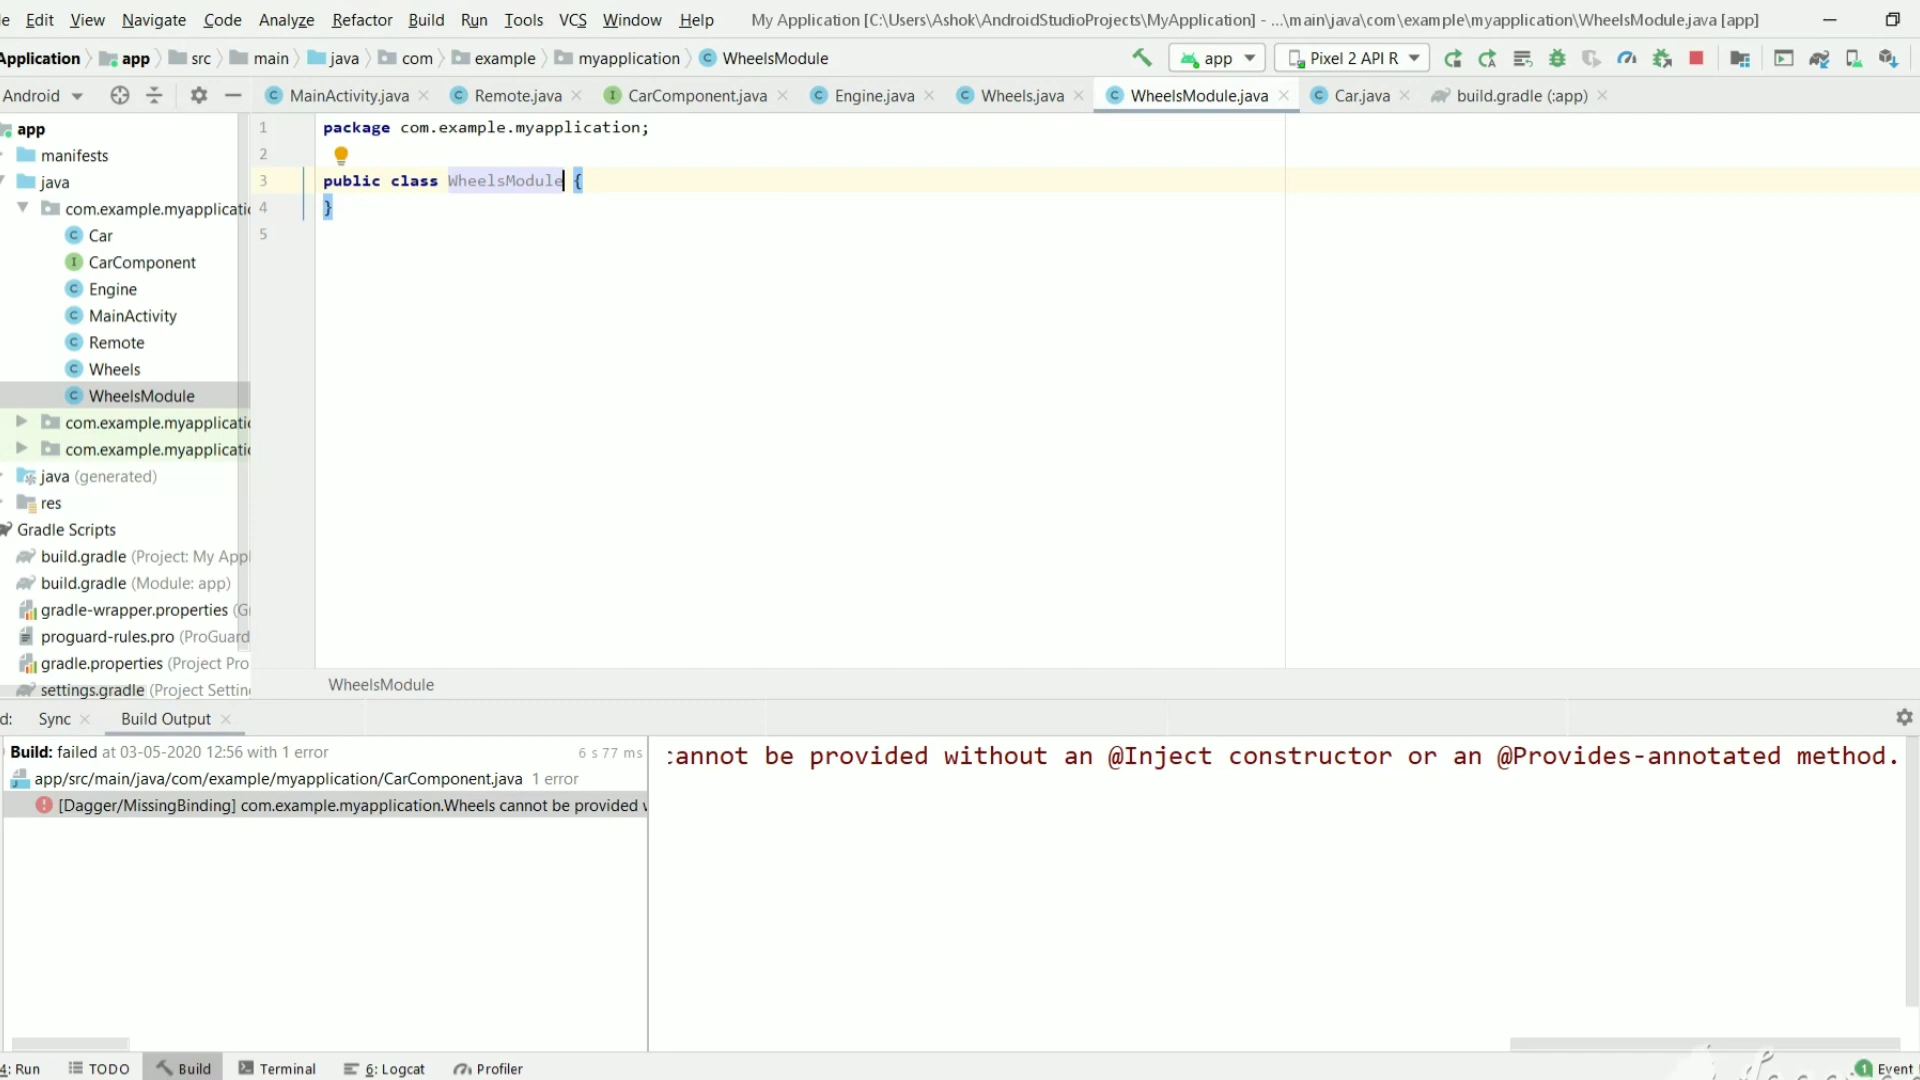 Edit View Navigate Code Analyze Refactor Build Run Tools VCS Window Help My Application [C:\Users\Ashok\AndroidStudioProjects\MyApplication] - ...\main\java\com\example\myapplication\WheelsModule.java [app]
Application app src main java com example myapplication WheelsModule app Pixel 2 API R
Android MainActivity.java Remote.java CarComponent.java Engine.java Wheels.java WheelsModule.java Car.java build.gradle (:app)
app
manifests
java
com.example.myapplicati
Car
CarComponent
Engine
MainActivity
Remote
Wheels
WheelsModule
com.example.myapplicati
com.example.myapplicati
java (generated)
res
Gradle Scripts
build.gradle (Project: My Appl
build.gradle (Module: app)
gradle-wrapper.properties (G
proguard-rules.pro (ProGuard
gradle.properties (Project Pro
settings.gradle (Project Settin
1 package com.example.myapplication;
2
3 public class WheelsModule {
4 }
5
WheelsModule
d: Sync Build Output
Build: failed at 03-05-2020 12:56 with 1 error 6 s 77 ms
app/src/main/java/com/example/myapplication/CarComponent.java 1 error
[Dagger/MissingBinding] com.example.myapplication.Wheels cannot be provided
cannot be provided without an @Inject constructor or an @Provides-annotated method.
4: Run TODO Build Terminal 6: Logcat Profiler 1 Event